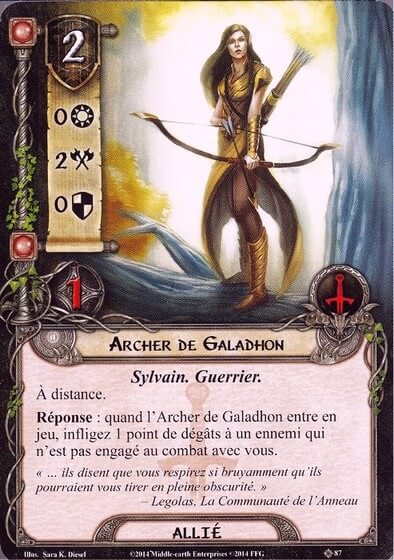 2
0
2
0
1
Archer de Galadhon
Sylvain. Guerrier.
À distance.
Réponse : quand l'Archer de Galadhon entre en
jeu, infligez 1 point de dégâts à un ennemi qui
n'est pas engagé au combat avec vous.
« ... ils disent que vous respirez si bruyamment qu'ils
pourraient vous tirer en pleine obscurité. »
– Legolas, La Communauté de l'Anneau
Allié
Illus. Sara K. Diesel ©2014 Middle-earth Enterprises ©2014 FFG 87